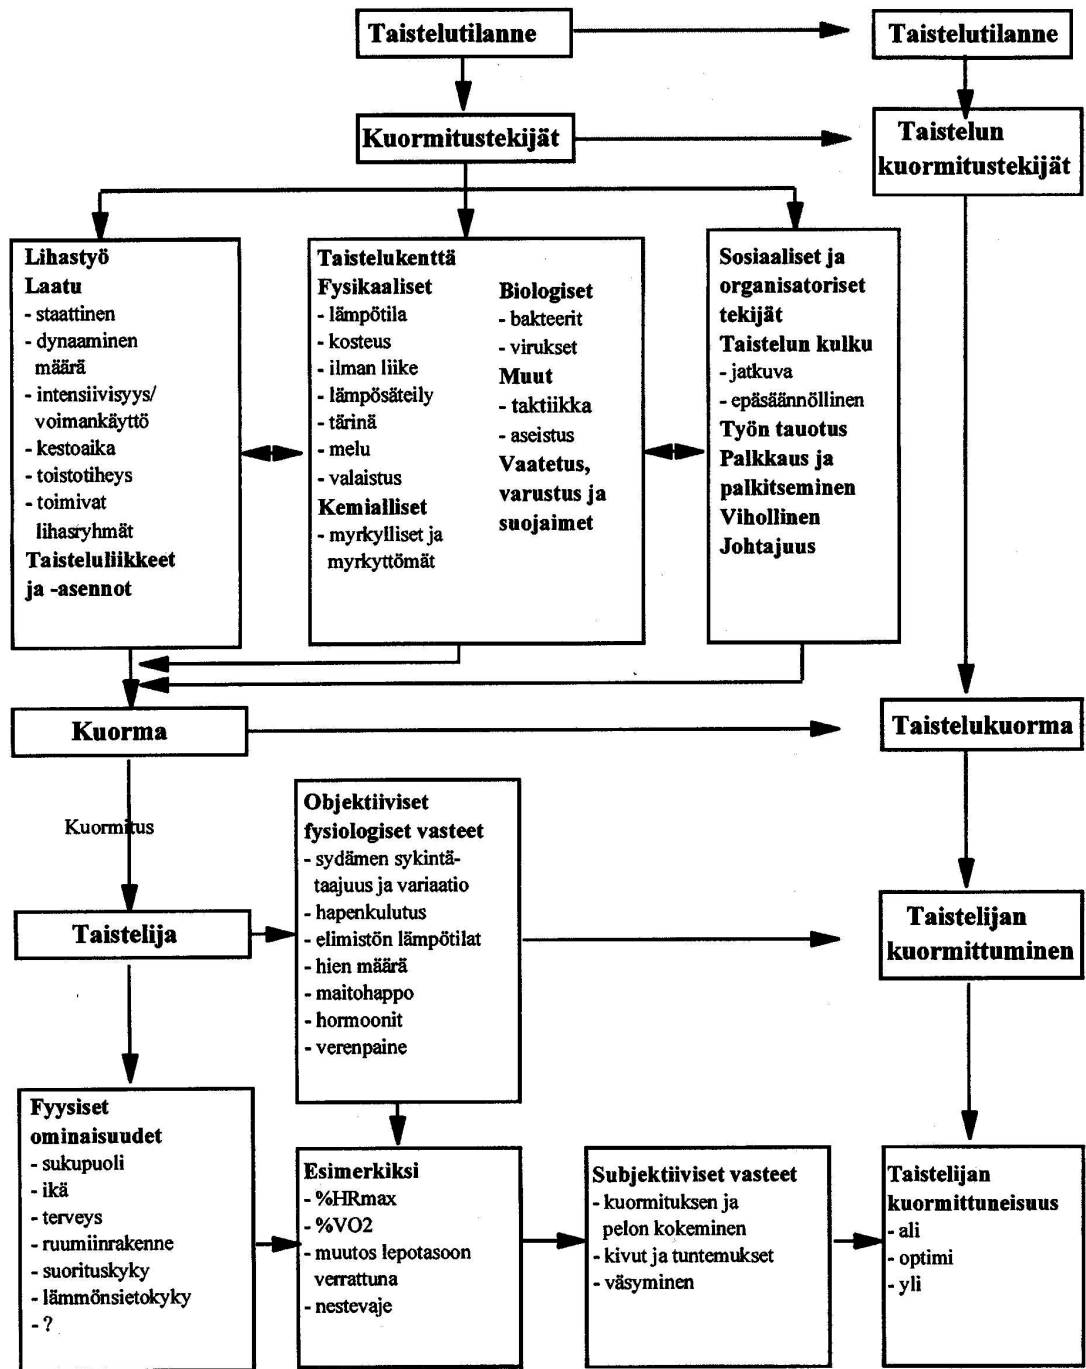 Taistelutilanne
Taistelutilanne
Kuormitustekijät
Taistelun
kuormitustekijät
Lihastyö
Laatu
- staattinen
- dynaaminen
määrä
- intensiivisyys/
voimankäyttö
- kestoaika
- toistotiheys
- toimivat
lihasryhmät
Taisteluliikkeet
ja -asennot
Taistelukenttä
Fysikaaliset
- lämpötila
- kosteus
- ilman liike
- lämpösäteily
- tärinä
- melu
- valaistus
Kemialliset
- myrkylliset ja
myrkyttömät
Biologiset
- bakteerit
- virukset
Muut
- taktiikka
- aseistus
Vaatetus,
varustus ja
suojaimet
Sosiaaliset ja
organisatoriset
tekijät
Taistelun kulku
- jatkuva
- epäsäännöllinen
Työn tauotus
Palkkaus ja
palkitseminen
Vihollinen
Johtajuus
Kuorma
Taistelukuorma
Kuormitus
Objektiiviset
fysiologiset vasteet
- sydämen sykintä-
taajuus ja variaatio
- hapenkulutus
- elimistön lämpötilat
- hien määrä
- maitohappo
- hormoonit
- verenpaine
Taistelija
Taistelijan
kuormittuminen
Fyysiset
ominaisuudet
- sukupuoli
- ikä
- terveys
- ruumiinrakenne
- suorituskyky
- lämmönsietokyky
- ?
Esimerkiksi
- %HRmax
- %VO2
- muutos lepotasoon
verrattuna
- nestevaje
Subjektiiviset vasteet
- kuormituksen ja
pelon kokeminen
- kivut ja tuntemukset
- väsyminen
Taistelijan
kuormittuneisuus
- ali
- optimi
- yli